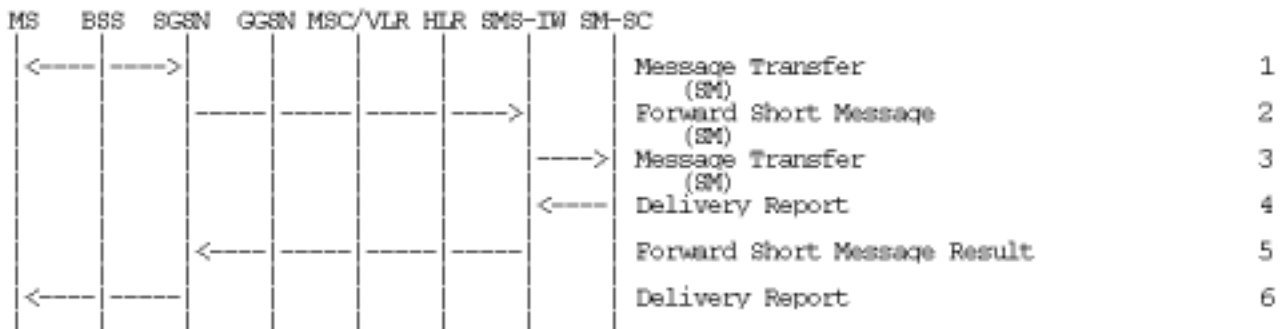 MS BSS SGSN GGSN MSC/VLR HLR SMS-IW SM-SC
Message Transfer 1
(SM)
Forward Short Message 2
(SM)
Message Transfer 3
(SM)
Delivery Report 4
Forward Short Message Result 5
Delivery Report 6